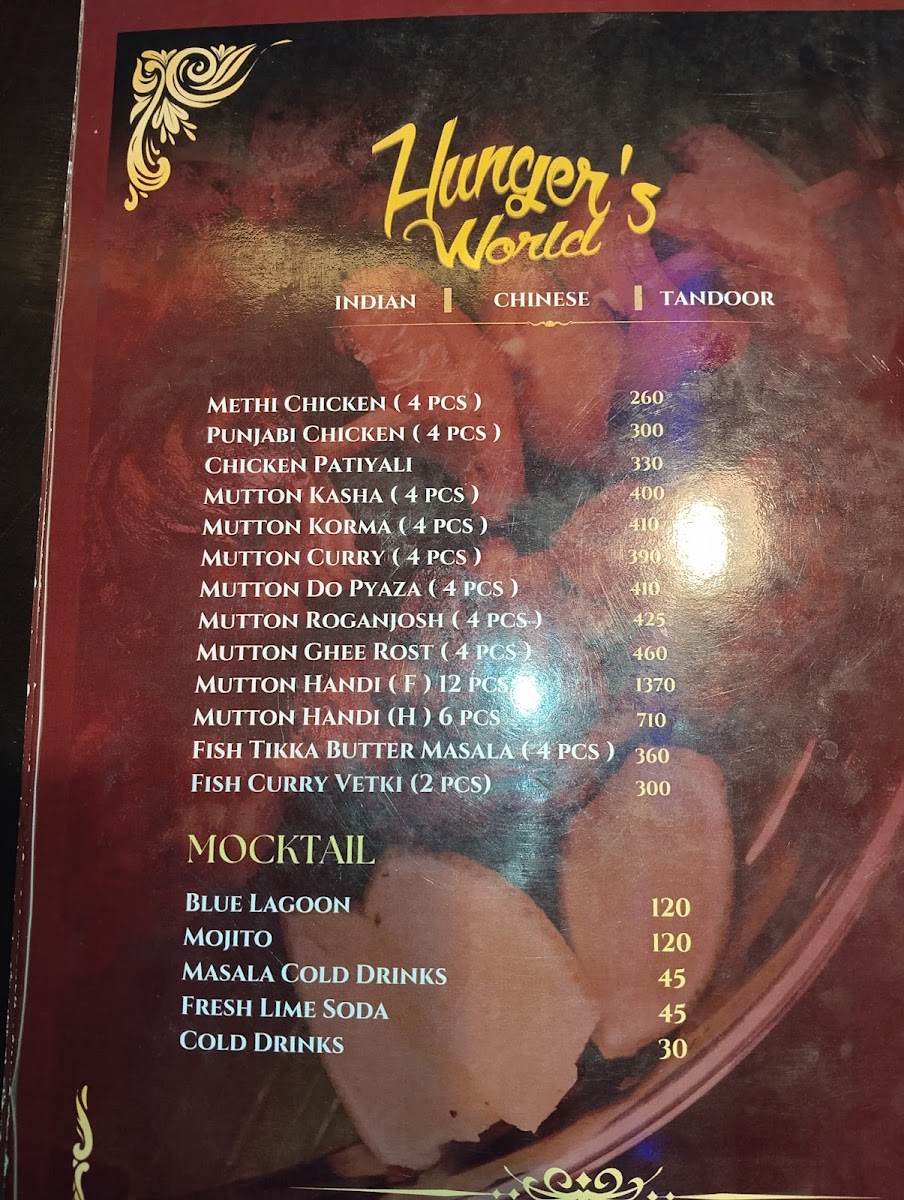 Hunger's
World
INDIAN | CHINESE | TANDOOR
METHI CHICKEN ( 4 PCS ) 260
PUNJABI CHICKEN ( 4 PCS ) 300
CHICKEN PATIYALI 330
MUTTON KASHA ( 4 PCS ) 400
MUTTON KORMA ( 4 PCS ) 410
MUTTON CURRY ( 4 PCS ) 390
MUTTON DO PYAZA ( 4 PCS ) 410
MUTTON ROGANJOSH ( 4 PCS ) 425
MUTTON GHEE ROST ( 4 PCS ) 460
MUTTON HANDI ( F ) 12 PCS 1370
MUTTON HANDI (H ) 6 PCS 710
FISH TIKKA BUTTER MASALA ( 4 PCS ) 360
FISH CURRY VETKI (2 PCS) 300
MOCKTAIL
BLUE LAGOON 120
MOJITO 120
MASALA COLD DRINKS 45
FRESH LIME SODA 45
COLD DRINKS 30